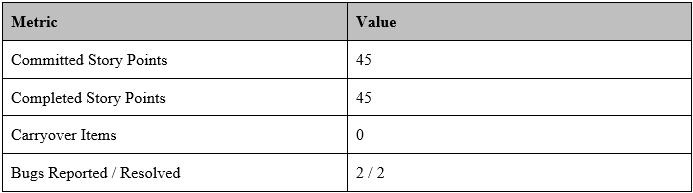 Metric Value
Committed Story Points 45
Completed Story Points 45
Carryover Items 0
Bugs Reported / Resolved 2 / 2